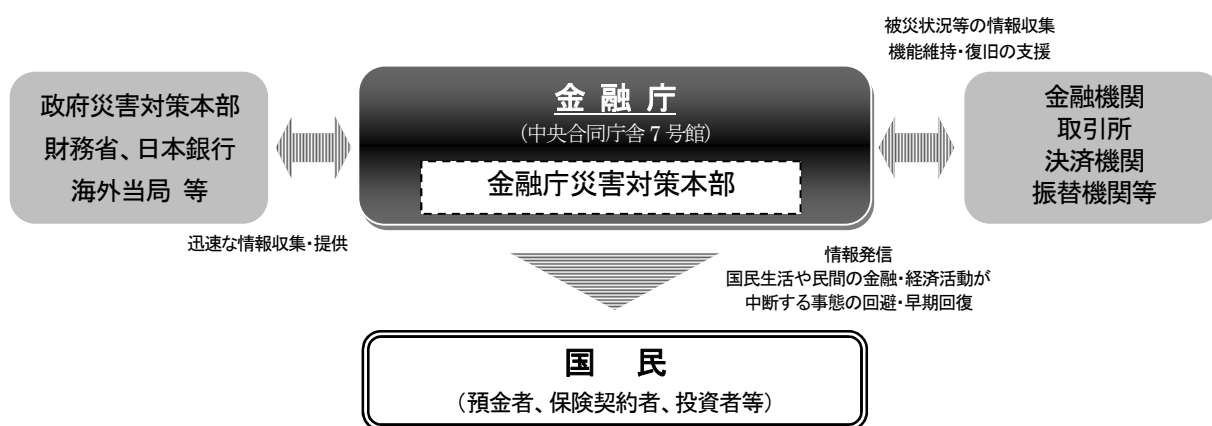 被災状況等の情報収集
機能維持・復旧の支援
政府災害対策本部
財務省、日本銀行
海外当局 等
金 融 庁
(中央合同庁舎 7 号館)
金融庁災害対策本部
金融機関
取引所
決済機関
振替機関等
迅速な情報収集・提供
情報発信
国民生活や民間の金融・経済活動が
中断する事態の回避・早期回復
国 民
(預金者、保険契約者、投資者等)